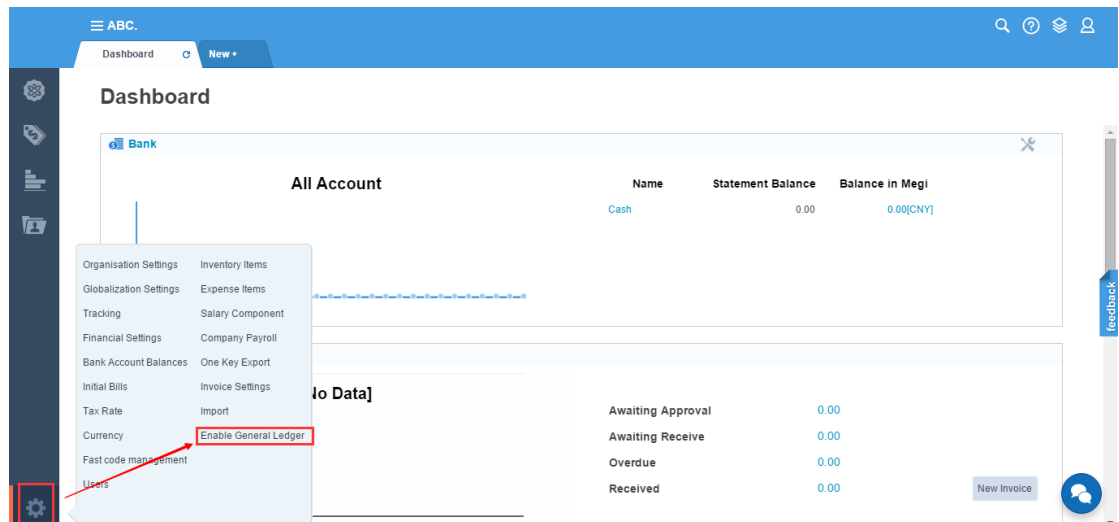 ABC.
Dashboard
New +
Dashboard
Bank
All Account
Name Statement Balance Balance in Megi
Cash 0.00 0.00[CNY]
Organisation Settings Inventory Items
Globalization Settings Expense Items
Tracking Salary Component
Financial Settings Company Payroll
Bank Account Balances One Key Export
Initial Bills Invoice Settings
Tax Rate Import
Currency Enable General Ledger
Fast code management
Users
No Data]
Awaiting Approval 0.00
Awaiting Receive 0.00
Overdue 0.00
Received 0.00
New Invoice
feedback